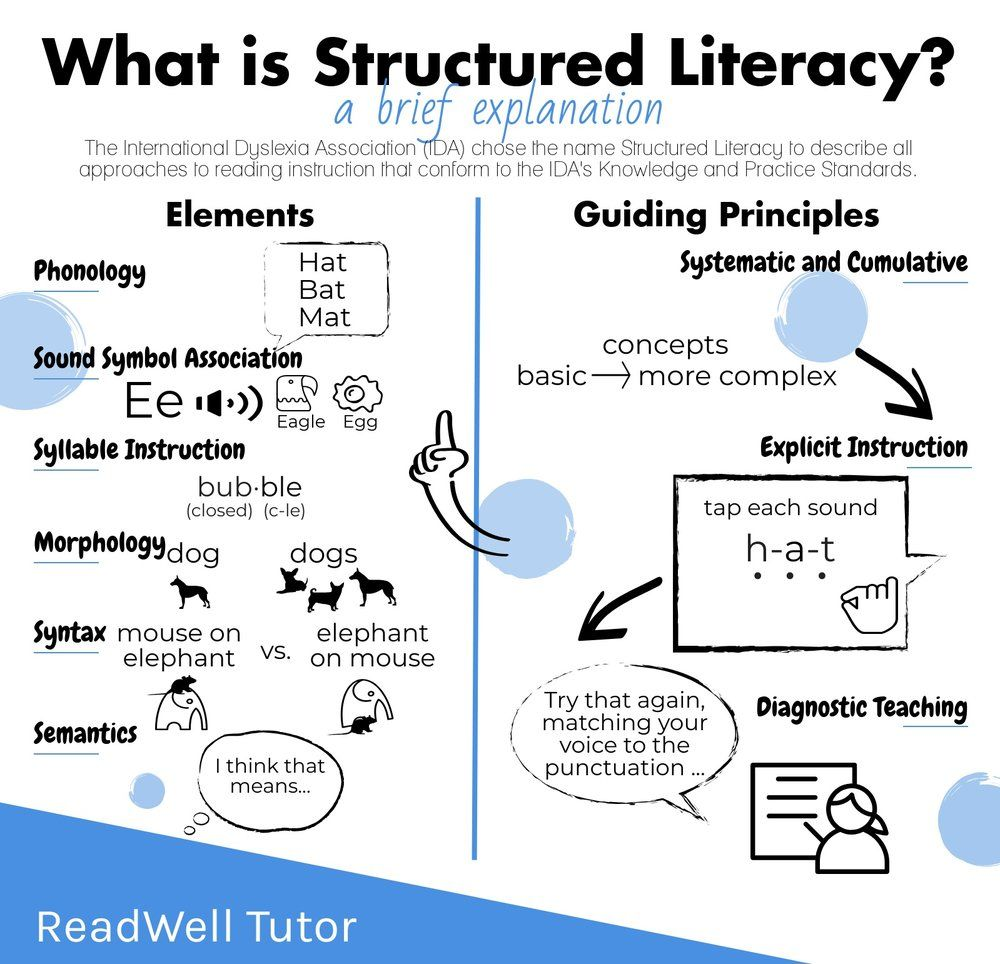 What is Structured Literacy?
a brief explanation
The International Dyslexia Association (IDA) chose the name Structured Literacy to describe all
approaches to reading instruction that conform to the IDA's Knowledge and Practice Standards.
Elements
Phonology
Hat
Bat
Mat
Sound Symbol Association
Ee
Eagle Egg
Syllable Instruction
bub·ble
(closed) (c-le)
Morphology
dog dogs
Syntax
mouse on
elephant
vs.
elephant
on mouse
Semantics
I think that
means...
Guiding Principles
Systematic and Cumulative
concepts
basic → more complex
Explicit Instruction
tap each sound
h-a-t
Diagnostic Teaching
Try that again,
matching your
voice to the
punctuation ...
ReadWell Tutor